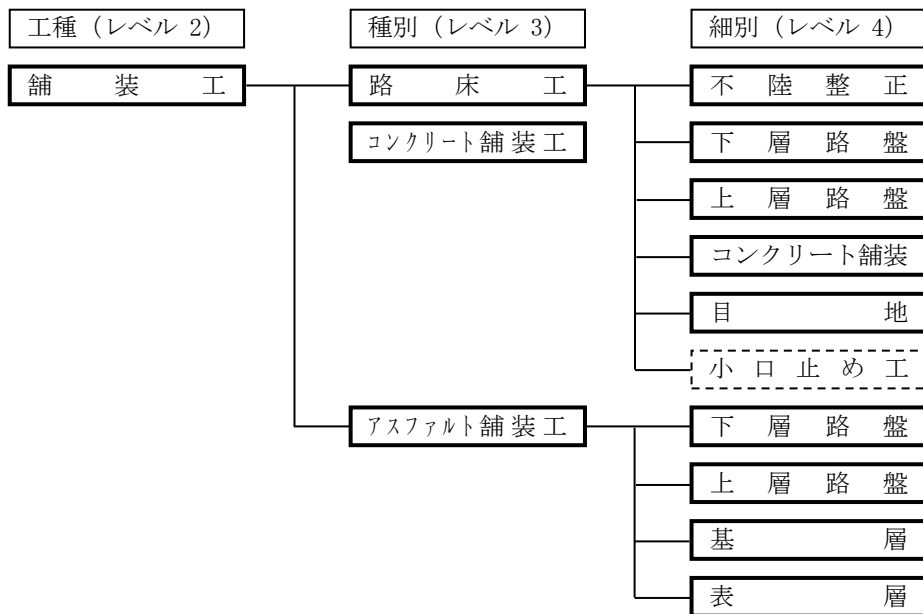 工種（レベル 2） 種別（レベル 3） 細別（レベル 4）
舗装工 路床工 不陸整正
コンクリート舗装工 下層路盤
上層路盤
コンクリート舗装
目地
小口止め工
アスファルト舗装工 下層路盤
上層路盤
基層
表層